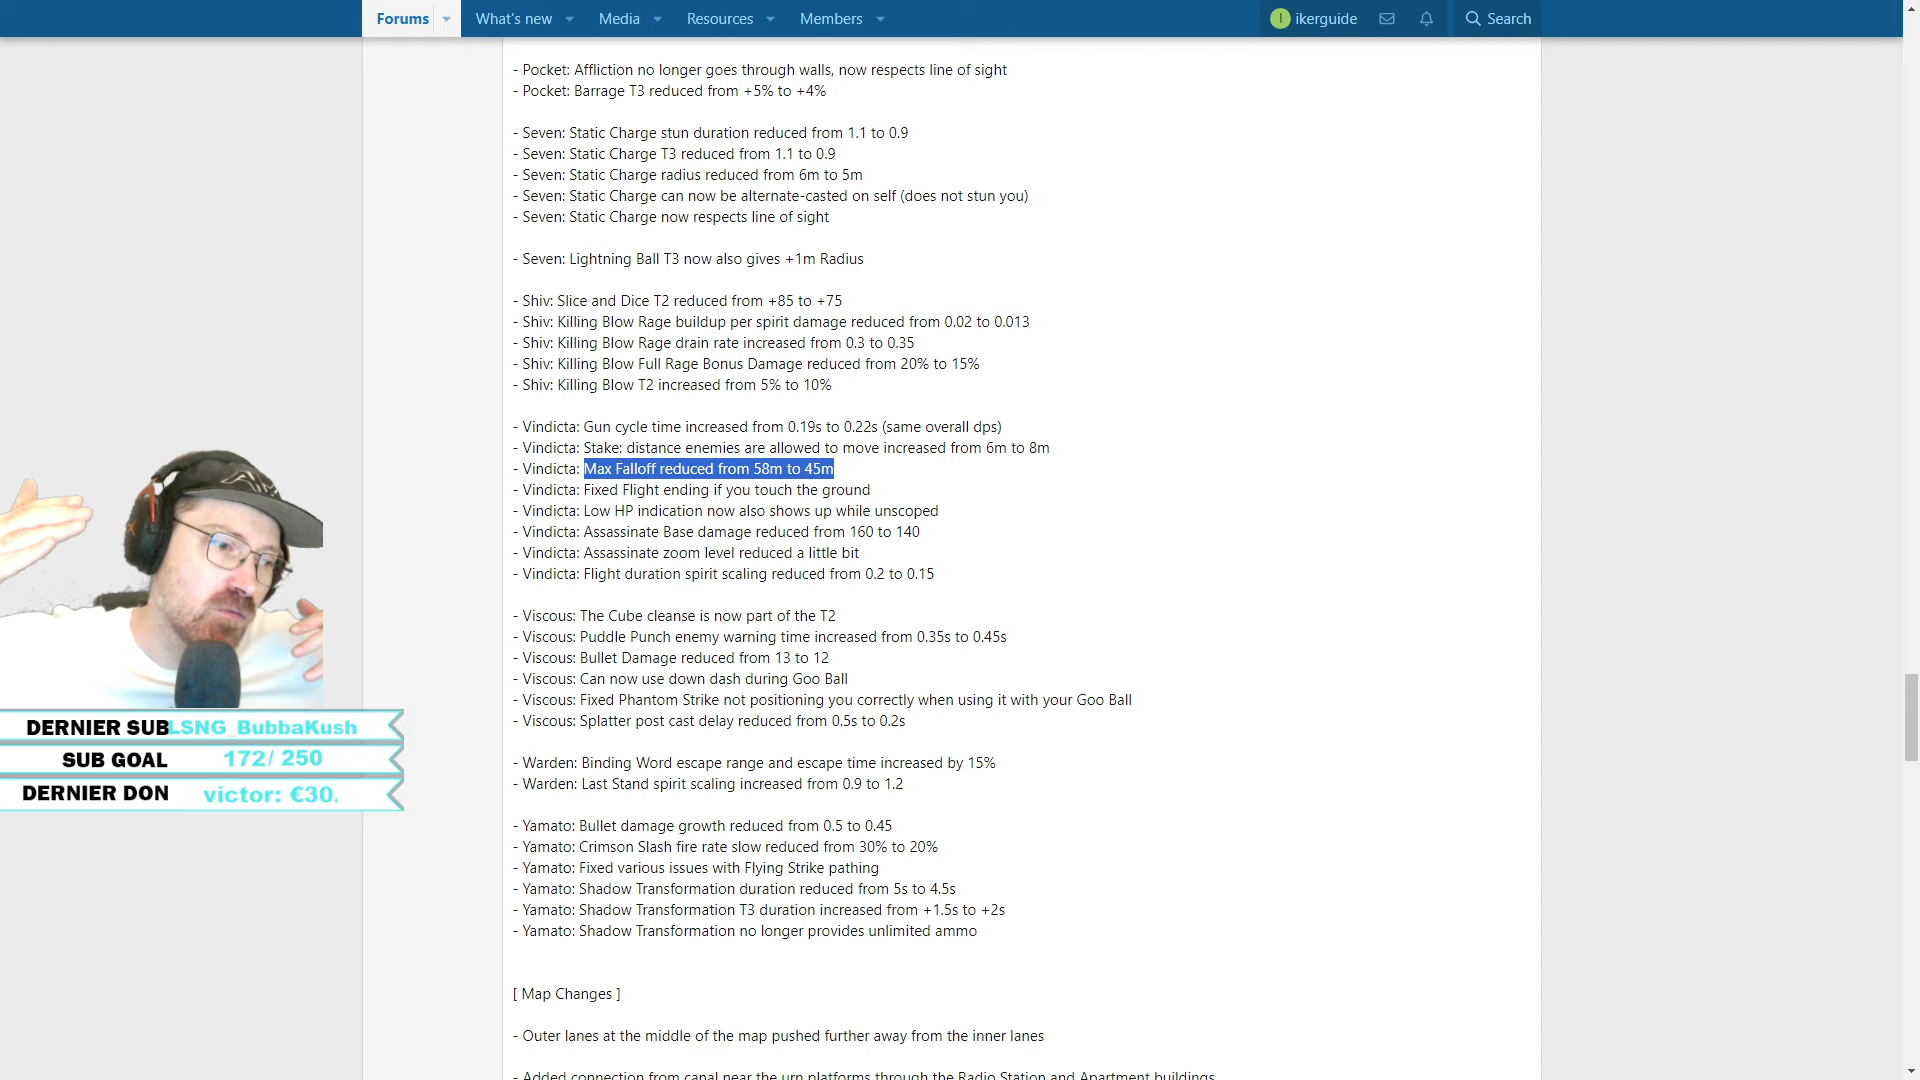 Forums What's new Media Resources Members I ikerguide Search
- Pocket: Affliction no longer goes through walls, now respects line of sight
- Pocket: Barrage T3 reduced from +5% to +4%
- Seven: Static Charge stun duration reduced from 1.1 to 0.9
- Seven: Static Charge T3 reduced from 1.1 to 0.9
- Seven: Static Charge radius reduced from 6m to 5m
- Seven: Static Charge can now be alternate-casted on self (does not stun you)
- Seven: Static Charge now respects line of sight
- Seven: Lightning Ball T3 now also gives +1m Radius
- Shiv: Slice and Dice T2 reduced from +85 to +75
- Shiv: Killing Blow Rage buildup per spirit damage reduced from 0.02 to 0.013
- Shiv: Killing Blow Rage drain rate increased from 0.3 to 0.35
- Shiv: Killing Blow Full Rage Bonus Damage reduced from 20% to 15%
- Shiv: Killing Blow T2 increased from 5% to 10%
- Vindicta: Gun cycle time increased from 0.19s to 0.22s (same overall dps)
- Vindicta: Stake: distance enemies are allowed to move increased from 6m to 8m
- Vindicta: Max Falloff reduced from 58m to 45m
- Vindicta: Fixed Flight ending if you touch the ground
- Vindicta: Low HP indication now also shows up while unscoped
- Vindicta: Assassinate Base damage reduced from 160 to 140
- Vindicta: Assassinate zoom level reduced a little bit
- Vindicta: Flight duration spirit scaling reduced from 0.2 to 0.15
- Viscous: The Cube cleanse is now part of the T2
- Viscous: Puddle Punch enemy warning time increased from 0.35s to 0.45s
- Viscous: Bullet Damage reduced from 13 to 12
- Viscous: Can now use down dash during Goo Ball
- Viscous: Fixed Phantom Strike not positioning you correctly when using it with your Goo Ball
- Viscous: Splatter post cast delay reduced from 0.5s to 0.2s
- Warden: Binding Word escape range and escape time increased by 15%
- Warden: Last Stand spirit scaling increased from 0.9 to 1.2
- Yamato: Bullet damage growth reduced from 0.5 to 0.45
- Yamato: Crimson Slash fire rate slow reduced from 30% to 20%
- Yamato: Fixed various issues with Flying Strike pathing
- Yamato: Shadow Transformation duration reduced from 5s to 4.5s
- Yamato: Shadow Transformation T3 duration increased from +1.5s to +2s
- Yamato: Shadow Transformation no longer provides unlimited ammo
[ Map Changes ]
- Outer lanes at the middle of the map pushed further away from the inner lanes
- Added connection from canal near the urn platforms through the Radio Station and Apartment buildings
DERNIER SUB LSNG_BubbaKush
SUB GOAL 172/ 250
DERNIER DON victor: €30.